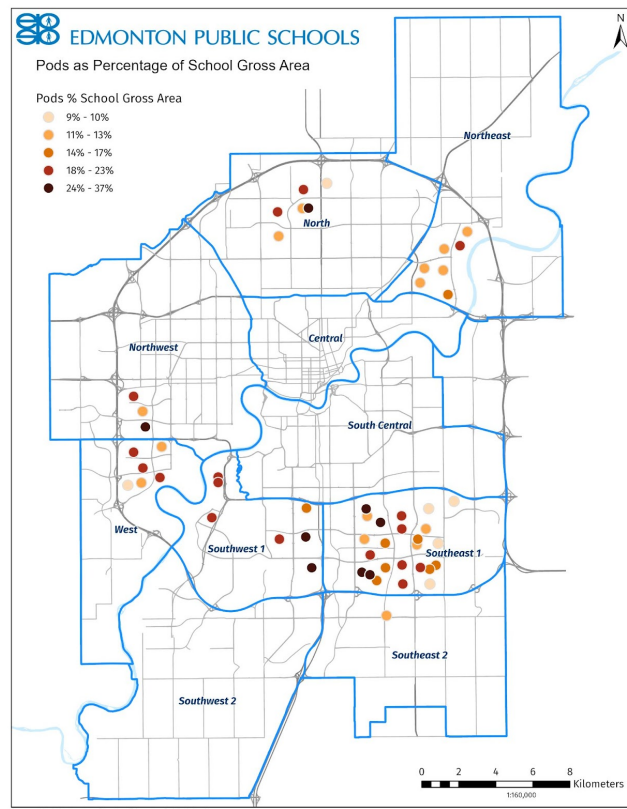 EDMONTON PUBLIC SCHOOLS
N
Pods as Percentage of School Gross Area
Pods % School Gross Area
9% - 10%
11% - 13%
14% - 17%
18% - 23%
24% - 37%
Northeast
North
Central
Northwest
South Central
West
Southwest 1
Southeast 1
Southeast 2
Southwest 2
0 2 4 6 8
Kilometers
1:160,000